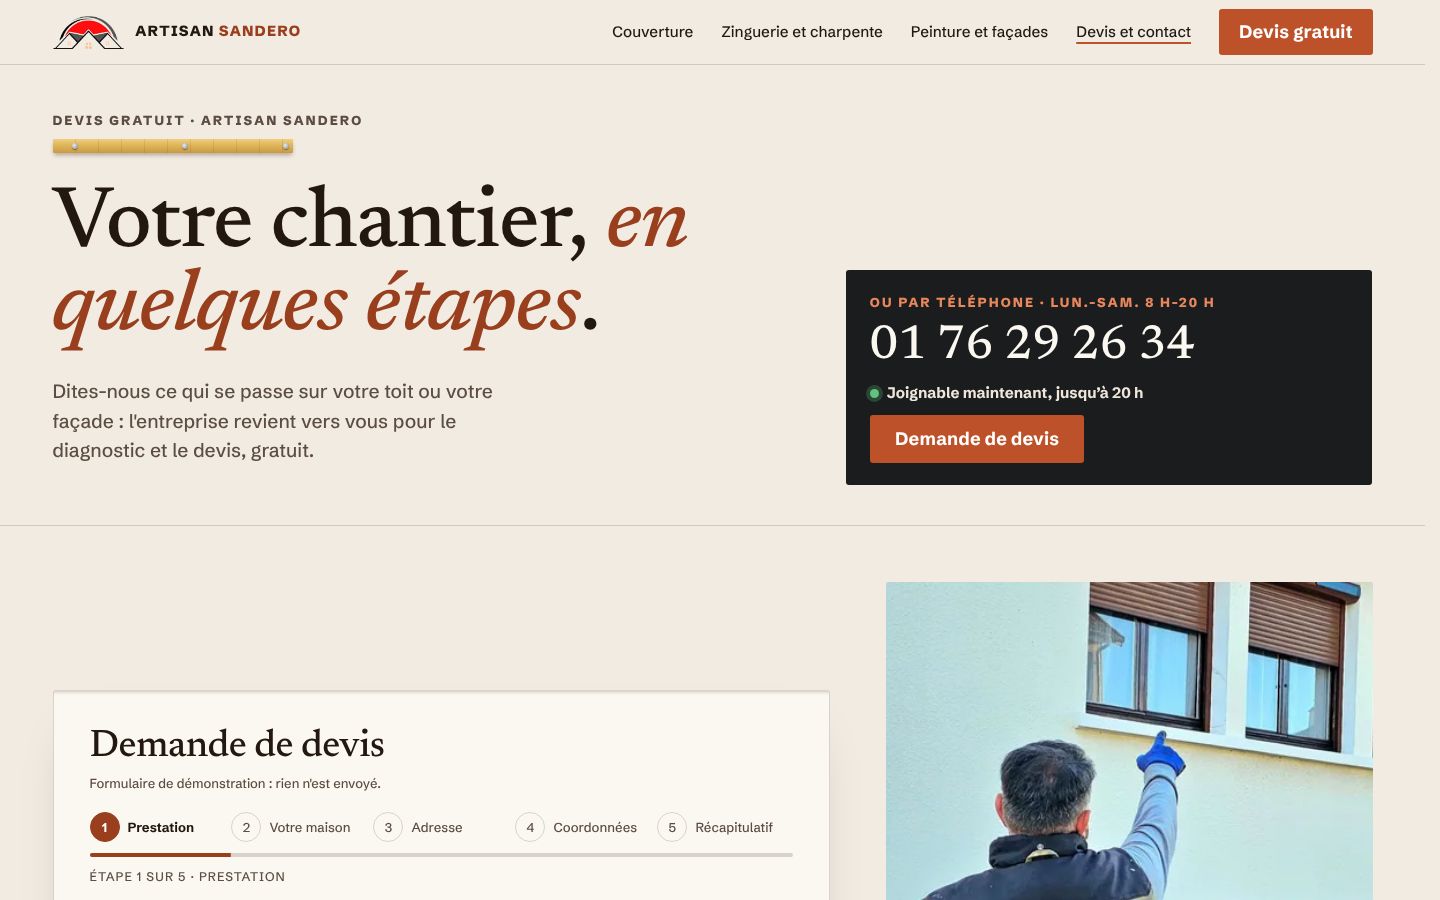 ARTISAN SANDERO
Couverture
Zinguerie et charpente
Peinture et façades
Devis et contact
Devis gratuit
DEVIS GRATUIT · ARTISAN SANDERO
Votre chantier, en
quelques étapes.
Dites-nous ce qui se passe sur votre toit ou votre
façade : l'entreprise revient vers vous pour le
diagnostic et le devis, gratuit.
OU PAR TÉLÉPHONE · LUN.-SAM. 8 H-20 H
01 76 29 26 34
Joignable maintenant, jusqu’à 20 h
Demande de devis
Demande de devis
Formulaire de démonstration : rien n'est envoyé.
1 Prestation
2 Votre maison
3 Adresse
4 Coordonnées
5 Récapitulatif
ÉTAPE 1 SUR 5 · PRESTATION